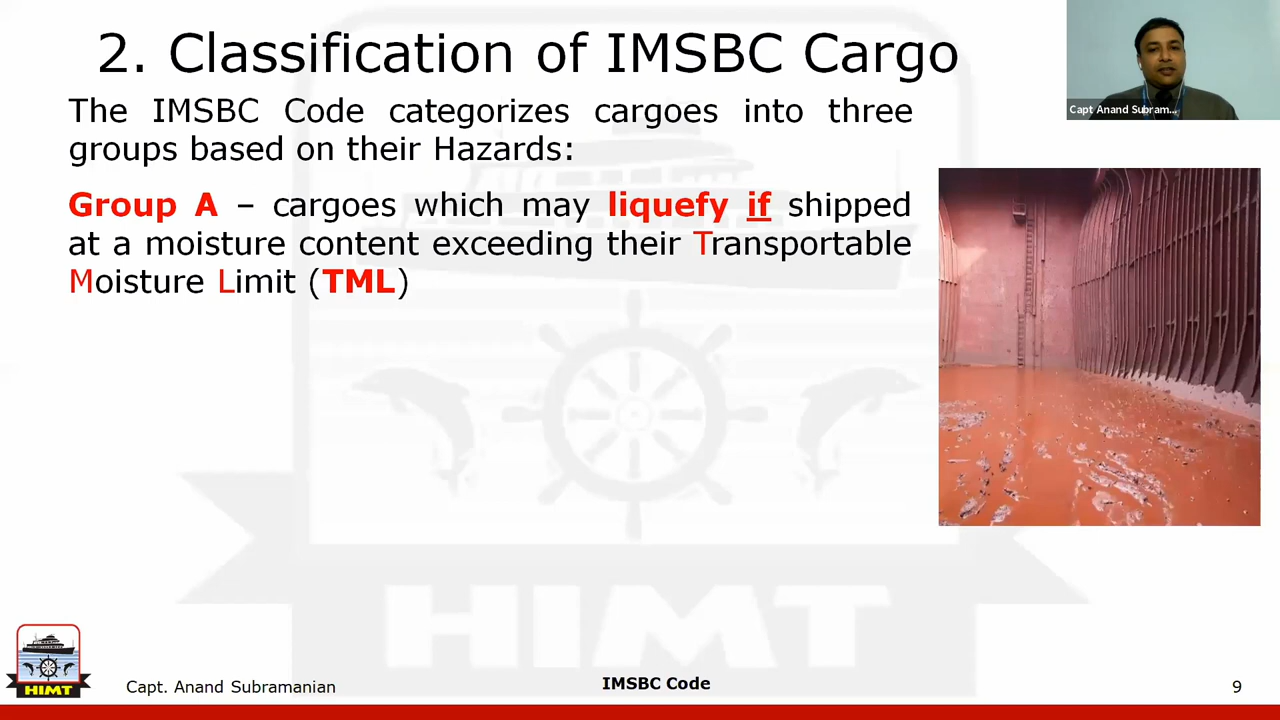 2. Classification of IMSBC Cargo
Capt Anand Subram...
The IMSBC Code categorizes cargoes into three
groups based on their Hazards:
Group A – cargoes which may liquefy if shipped
at a moisture content exceeding their Transportable
Moisture Limit (TML)
HIMT
HIMT
Capt. Anand Subramanian
IMSBC Code
9